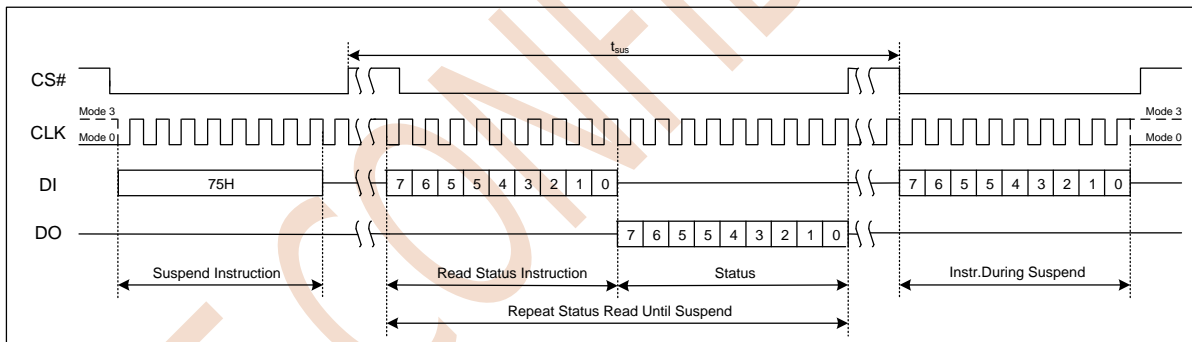 CONFIDE
t_sus
CS#
Mode 3
Mode 3
CLK
Mode 0
Mode 0
DI
75H
7 6 5 5 4 3 2 1 0
7 6 5 5 4 3 2 1 0
DO
7 6 5 5 4 3 2 1 0
Suspend Instruction
Read Status Instruction
Status
Instr.During Suspend
Repeat Status Read Until Suspend